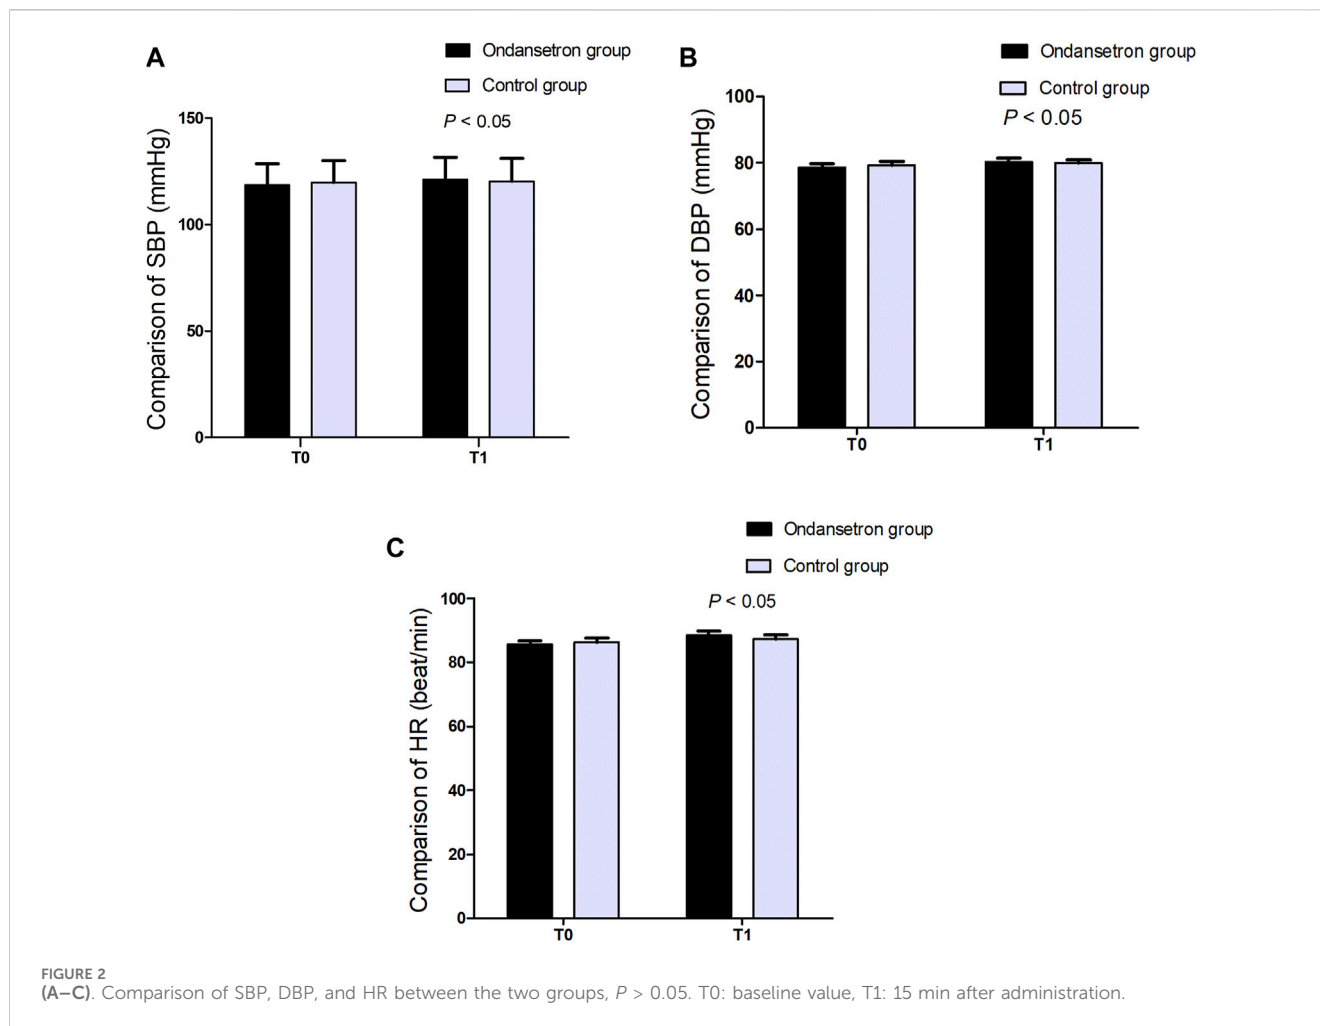 A
Ondansetron group
Control group
P < 0.05
Comparison of SBP (mmHg)
150
100
50
0
T0
T1
B
Ondansetron group
Control group
P < 0.05
Comparison of DBP (mmHg)
100
80
60
40
20
0
T0
T1
C
Ondansetron group
Control group
P < 0.05
Comparison of HR (beat/min)
100
80
60
40
20
0
T0
T1
FIGURE 2
(A–C). Comparison of SBP, DBP, and HR between the two groups, P > 0.05. T0: baseline value, T1: 15 min after administration.